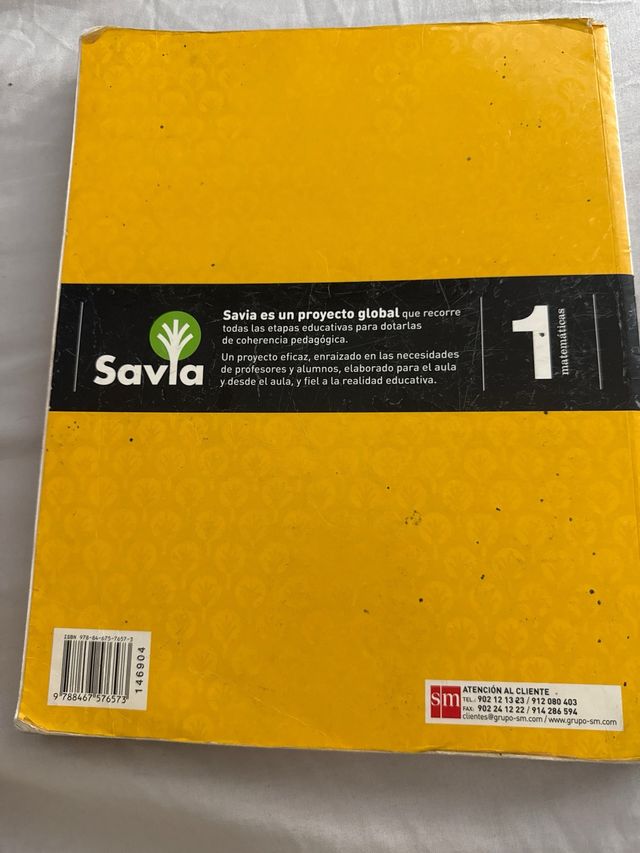 Savia
Savia es un proyecto global que recorre
todas las etapas educativas para dotarlas
de coherencia pedagógica.
Un proyecto eficaz, enraizado en las necesidades
de profesores y alumnos, elaborado para el aula
y desde el aula, y fiel a la realidad educativa.
1
matemáticas
ISBN 978-84-675-7657-3
9 788467 576573
146904
sm
ATENCIÓN AL CLIENTE
TEL.: 902 12 13 23 / 912 080 403
FAX: 902 24 12 22 / 914 286 594
clientes@grupo-sm.com / www.grupo-sm.com